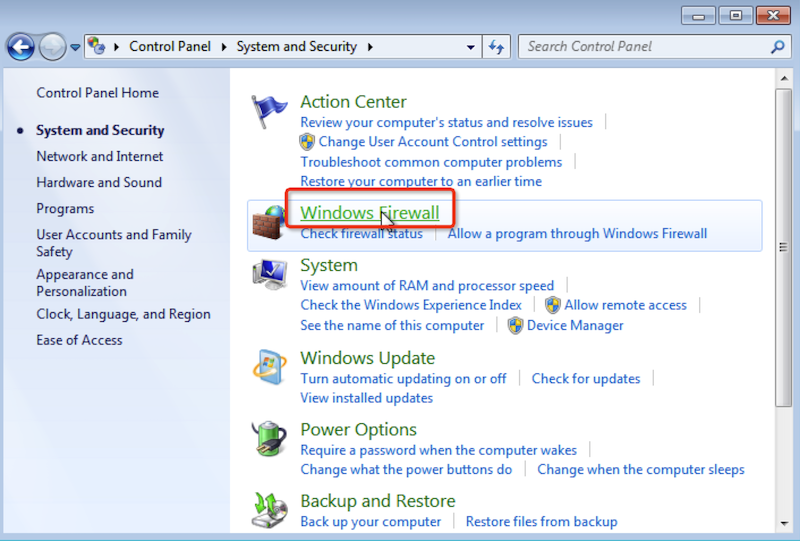 Control Panel System and Security
Search Control Panel
Control Panel Home
System and Security
Network and Internet
Hardware and Sound
Programs
User Accounts and Family
Safety
Appearance and
Personalization
Clock, Language, and Region
Ease of Access
Action Center
Review your computer's status and resolve issues
Change User Account Control settings
Troubleshoot common computer problems
Restore your computer to an earlier time
Windows Firewall
Check firewall status Allow a program through Windows Firewall
System
View amount of RAM and processor speed
Check the Windows Experience Index Allow remote access
See the name of this computer Device Manager
Windows Update
Turn automatic updating on or off Check for updates
View installed updates
Power Options
Require a password when the computer wakes
Change what the power buttons do Change when the computer sleeps
Backup and Restore
Back up your computer Restore files from backup